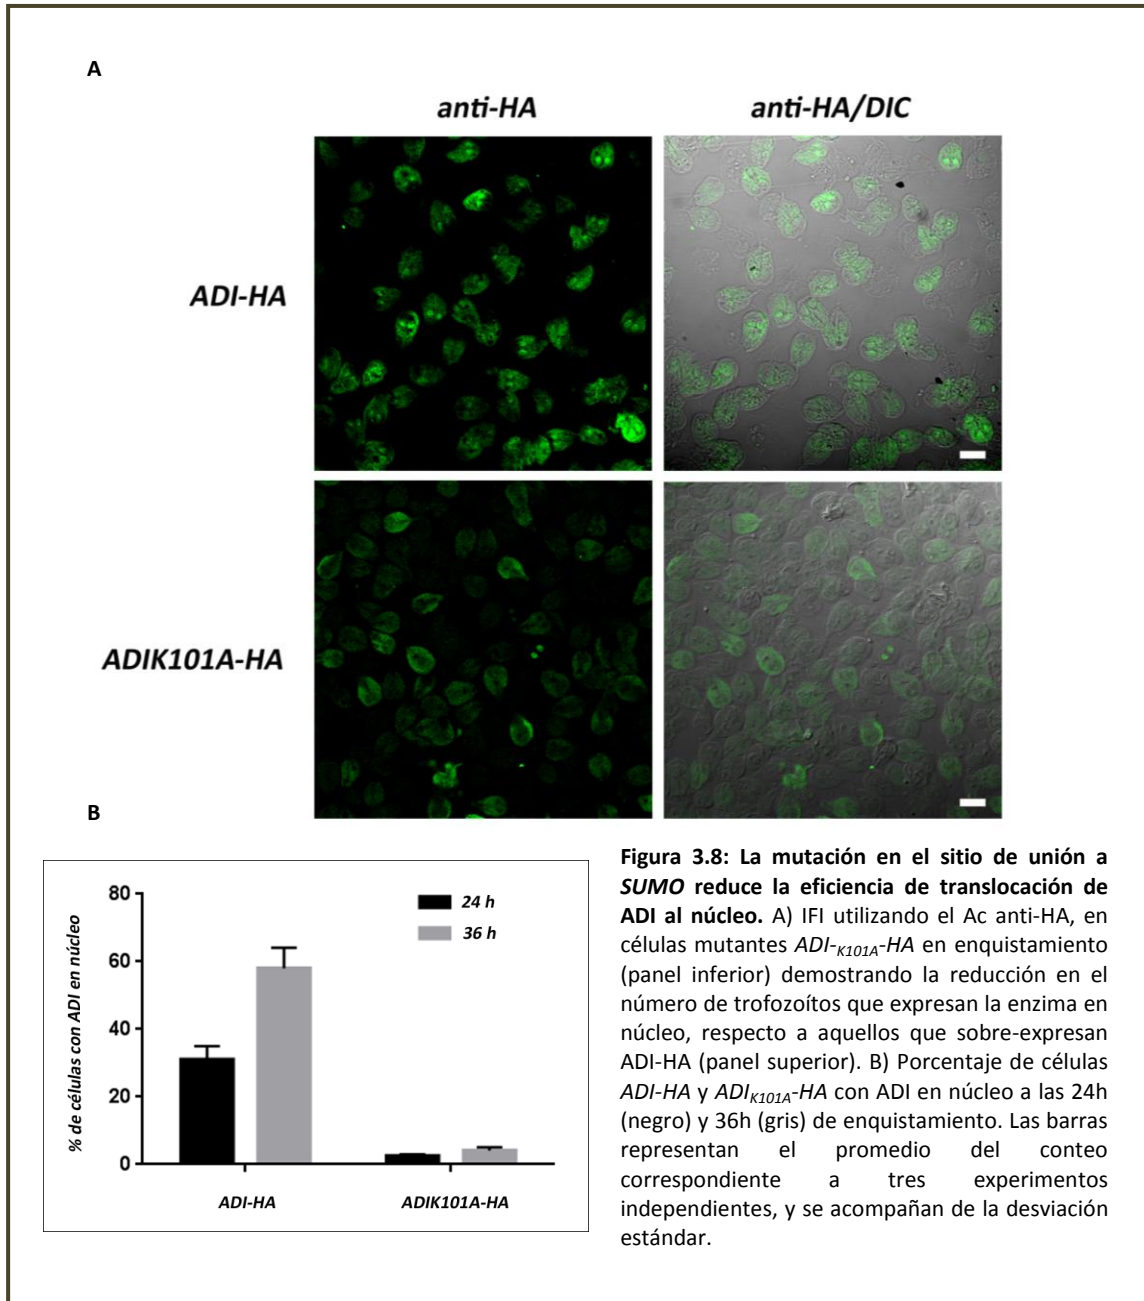 A
anti-HA
anti-HA/DIC
ADI-HA
ADIK101A-HA
B
80
60
40
20
0
% de células con ADI en núcleo
24 h
36 h
ADI-HA
ADIK101A-HA
Figura 3.8: La mutación en el sitio de unión a
SUMO reduce la eficiencia de translocación de
ADI al núcleo. A) IFI utilizando el Ac anti-HA, en
células mutantes ADI-K101A-HA en enquistamiento
(panel inferior) demostrando la reducción en el
número de trofozoítos que expresan la enzima en
núcleo, respecto a aquellos que sobre-expresan
ADI-HA (panel superior). B) Porcentaje de células
ADI-HA y ADIK101A-HA con ADI en núcleo a las 24h
(negro) y 36h (gris) de enquistamiento. Las barras
representan el promedio del conteo
correspondiente a tres experimentos
independientes, y se acompañan de la desviación
estándar.